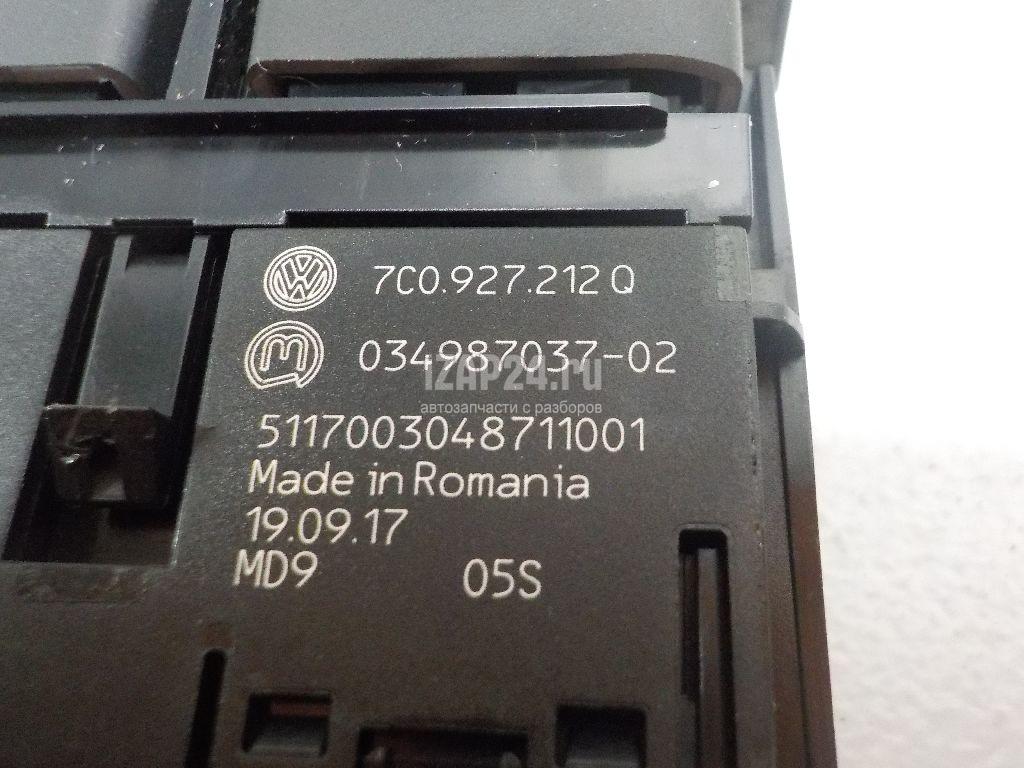 7C0.927.212 Q
034987037-02
IZAP24.ru
автозапчасти с разборов
5117003048711001
Made in Romania
19.09.17
MD9 05S